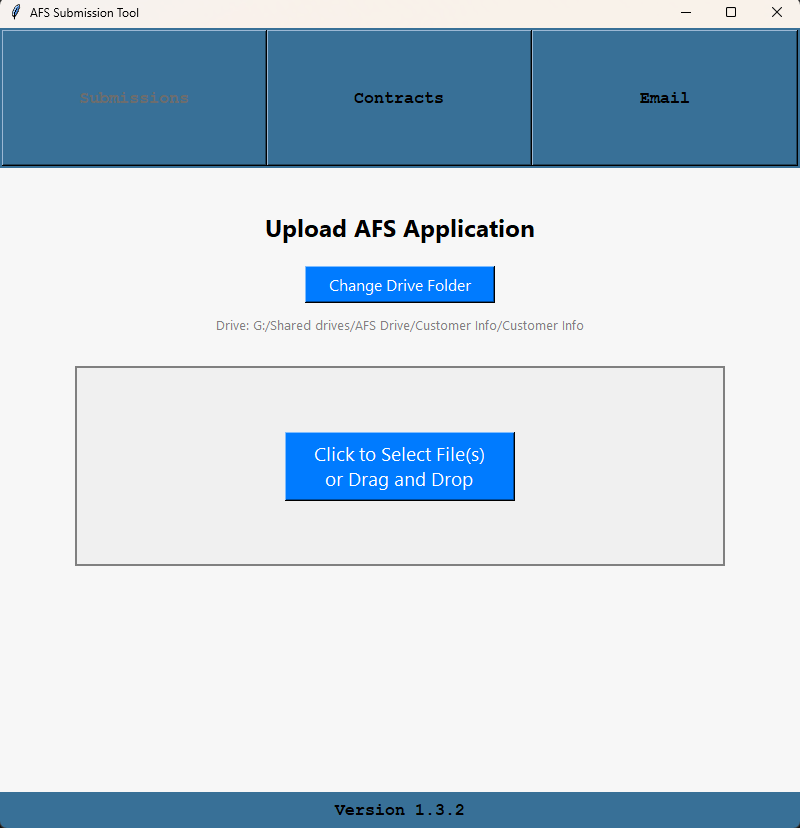 AFS Submission Tool
Submissions
Contracts
Email
Upload AFS Application
Change Drive Folder
Drive: G:/Shared drives/AFS Drive/Customer Info/Customer Info
Click to Select File(s)
or Drag and Drop
Version 1.3.2